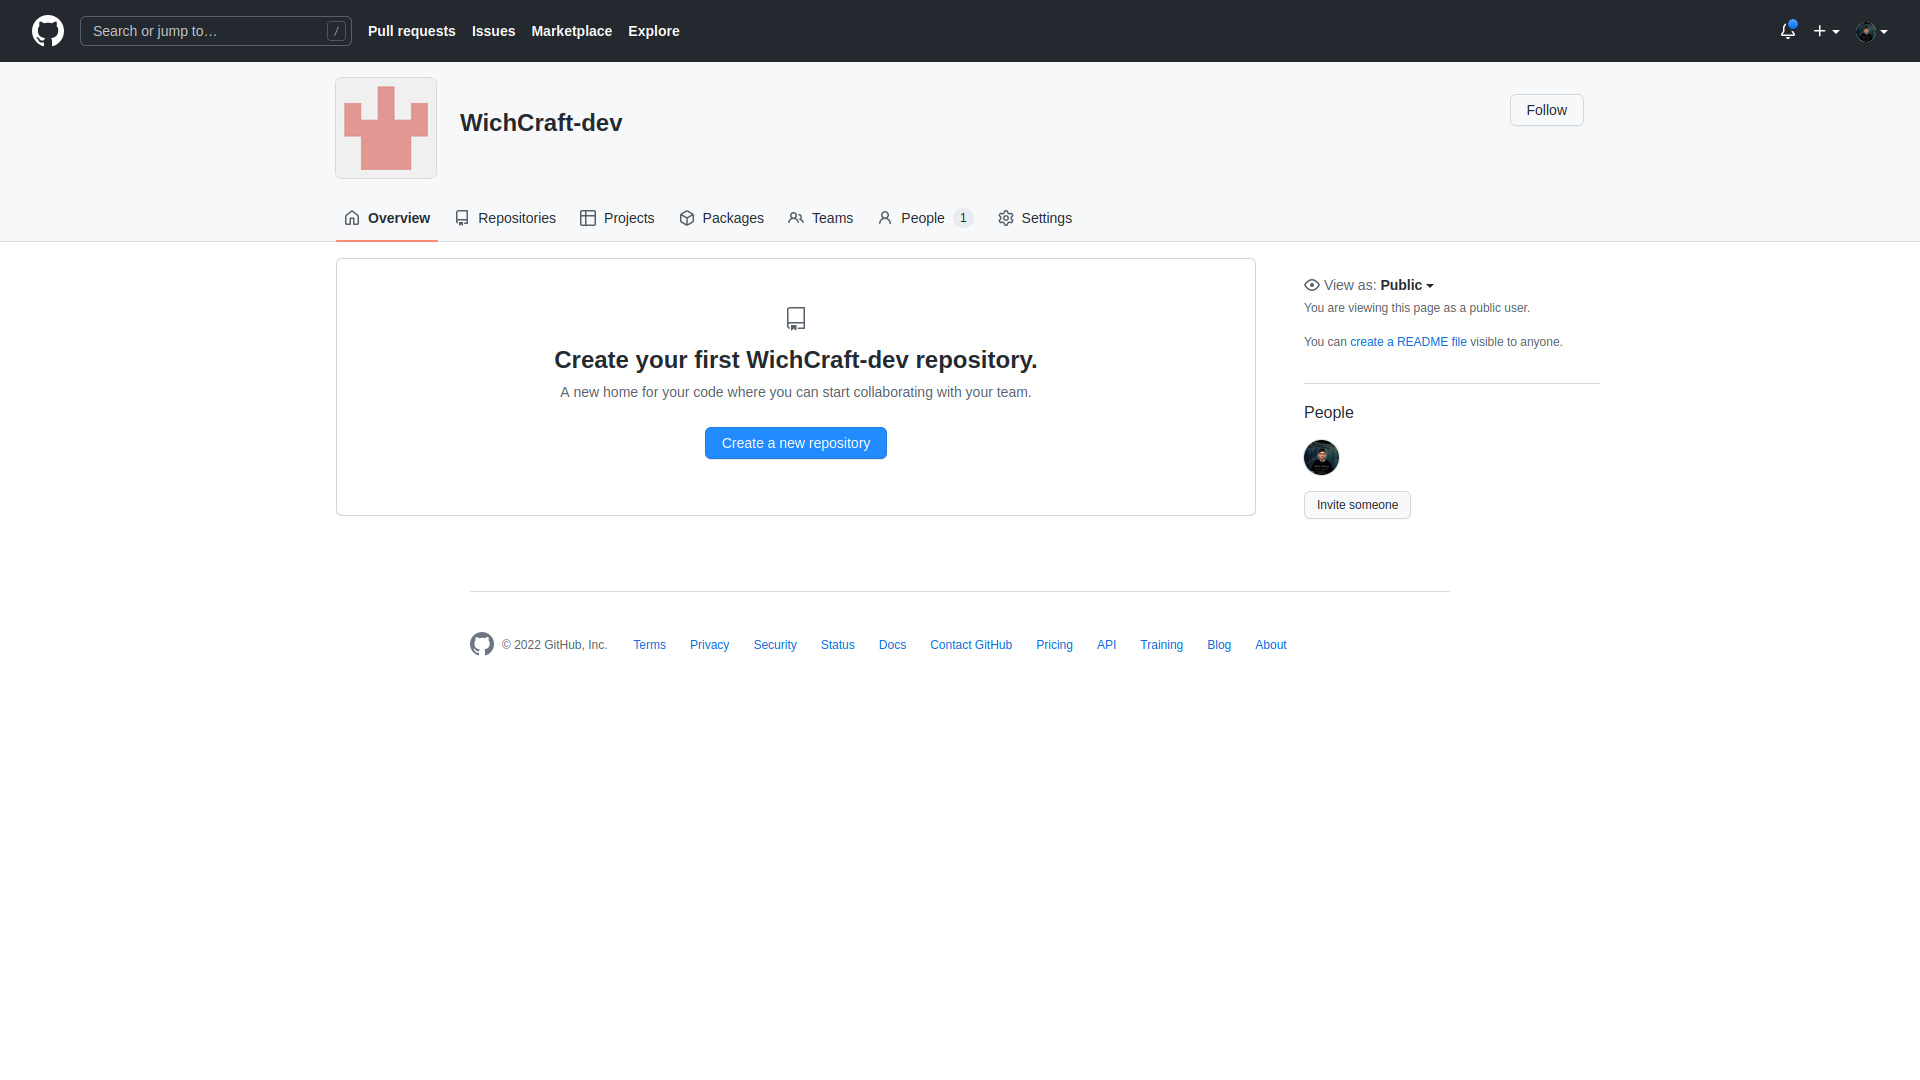 Search or jump to… /
Pull requests Issues Marketplace Explore
WichCraft-dev
Follow
Overview Repositories Projects Packages Teams People 1 Settings
Create your first WichCraft-dev repository.
A new home for your code where you can start collaborating with your team.
Create a new repository
View as: Public
You are viewing this page as a public user.
You can create a README file visible to anyone.
People
Invite someone
© 2022 GitHub, Inc. Terms Privacy Security Status Docs Contact GitHub Pricing API Training Blog About